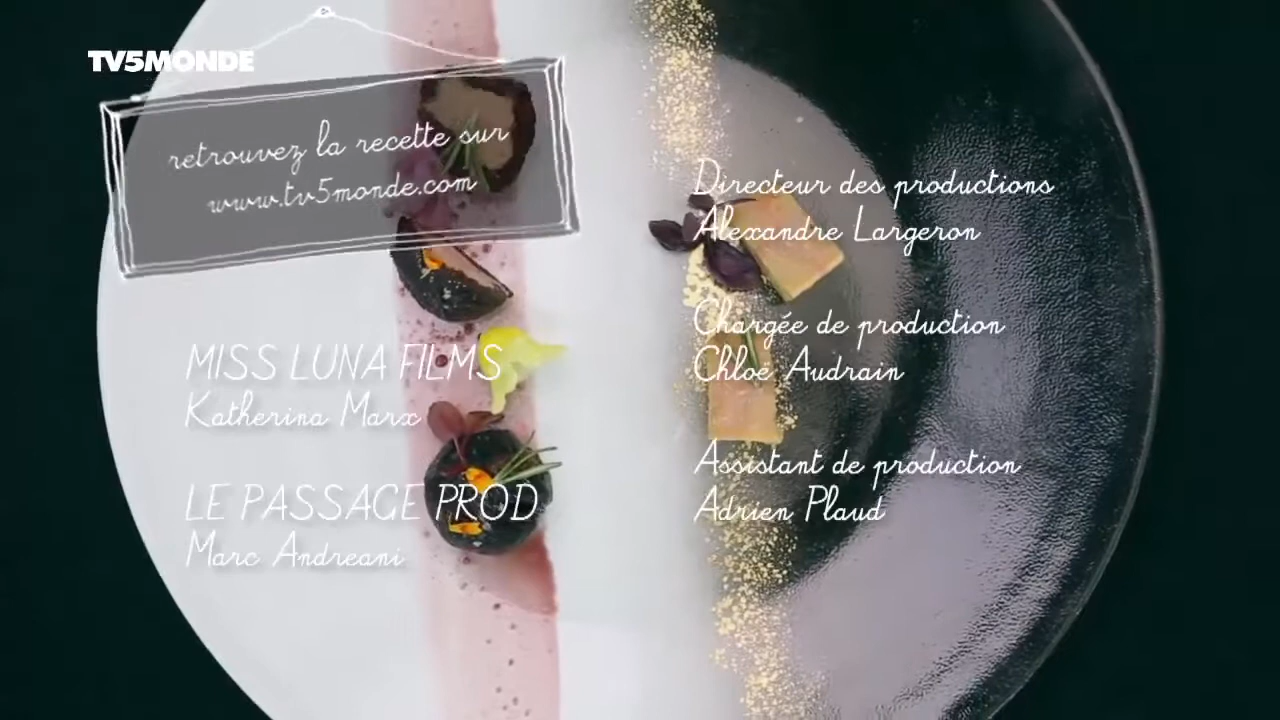 TV5MONDE
retrouvez la recette sur
www.tv5monde.com
MISS LUNA FILMS
Katherina Marx
LE PASSAGE PROD
Marc Andreani
Directeur des productions
Alexandre Largeron
Chargée de production
Chloé Audrain
Assistant de production
Adrien Plaud